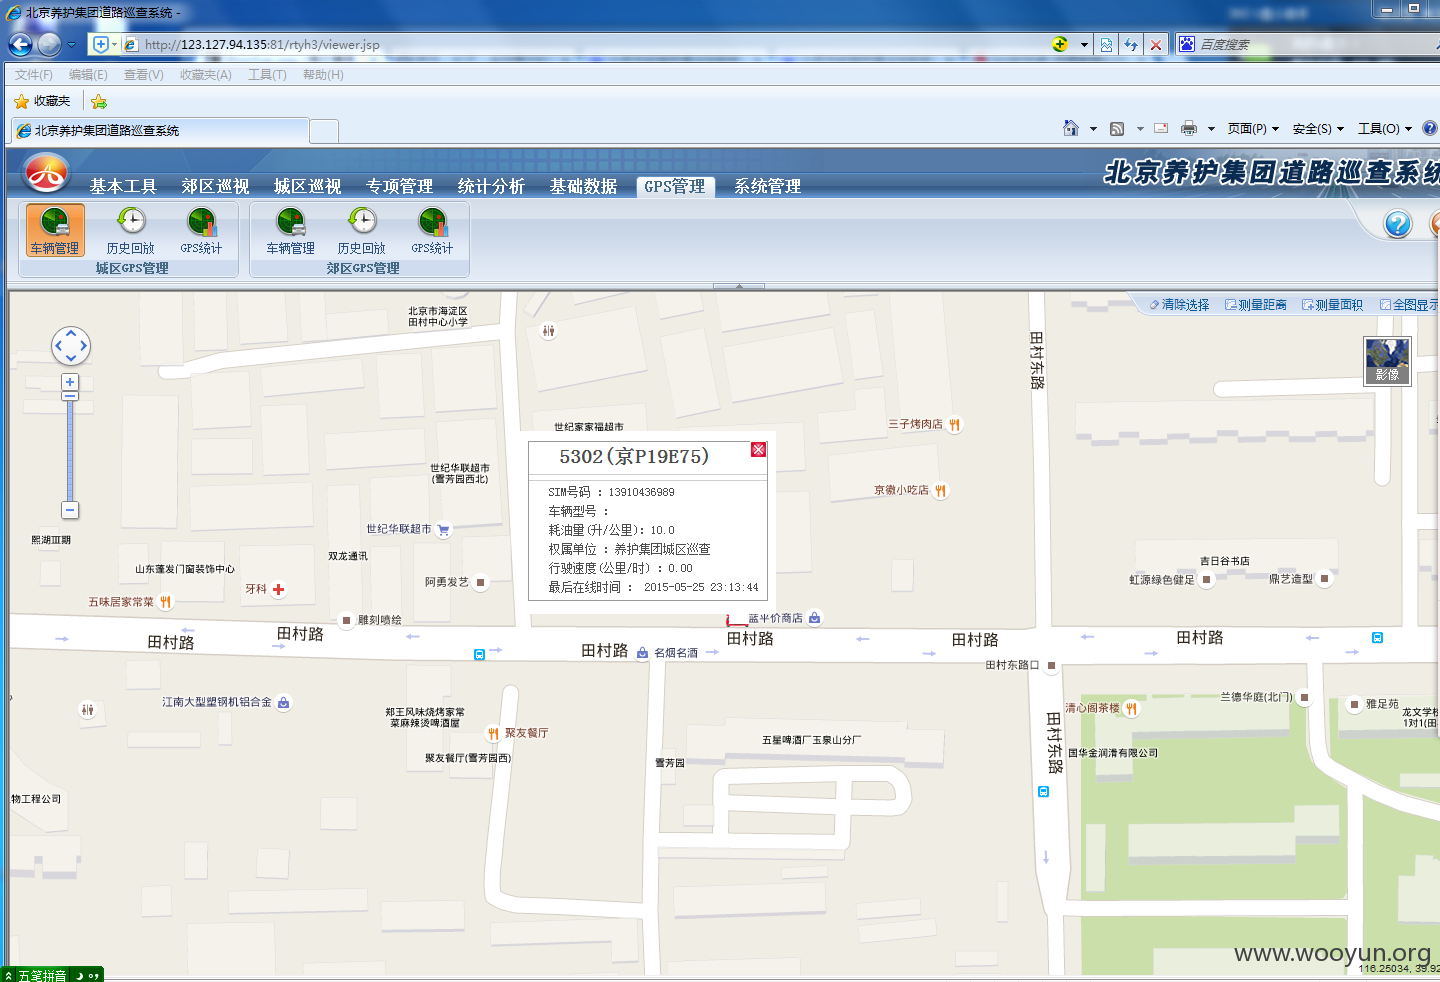 北京养护集团道路巡查系统 -
http://123.127.94.135:81/rtyh3/viewer.jsp
百度搜索
文件(F) 编辑(E) 查看(V) 收藏夹(A) 工具(T) 帮助(H)
收藏夹
北京养护集团道路巡查系统
页面(P) 安全(S) 工具(O)
北京养护集团道路巡查系统
基本工具 郊区巡视 城区巡视 专项管理 统计分析 基础数据 GPS管理 系统管理
车辆管理 历史回放 GPS统计 车辆管理 历史回放 GPS统计
城区GPS管理 郊区GPS管理
清除选择 测量距离 测量面积 全图显示
北京市海淀区
田村中心小学
田村东路
影像
世纪家家福超市
三子烤肉店
5302(京P19E75)
SIM号码 : 13910436989
车辆型号 :
耗油量(升/公里): 10.0
权属单位 : 养护集团城区巡查
行驶速度(公里/时) : 0.00
最后在线时间 : 2015-05-25 23:13:44
世纪华联超市
(雪芳园西北)
京徽小吃店
世纪华联超市
熙湖Ⅲ期
双龙通讯
山东蓬发门窗装饰中心
阿勇发艺
牙科
吉日谷书店
虹源绿色健足
鼎艺造型
五味居家常菜
雕刻喷绘
蓝平价商店
田村路
田村路
田村路
田村路
田村路
田村路
名烟名酒
田村东路口
江南大型塑钢机铝合金
郑王风味烧烤家常
菜麻辣烫啤酒屋
聚友餐厅
聚友餐厅(雪芳园西)
雪芳园
五星啤酒厂玉泉山分厂
清心阁茶楼
兰德华庭(北门)
雅足苑
龙文学校
1对1(田
田村东路
国华金润滑有限公司
物工程公司
www.wooyun.org
116.25034, 39.92
五笔拼音